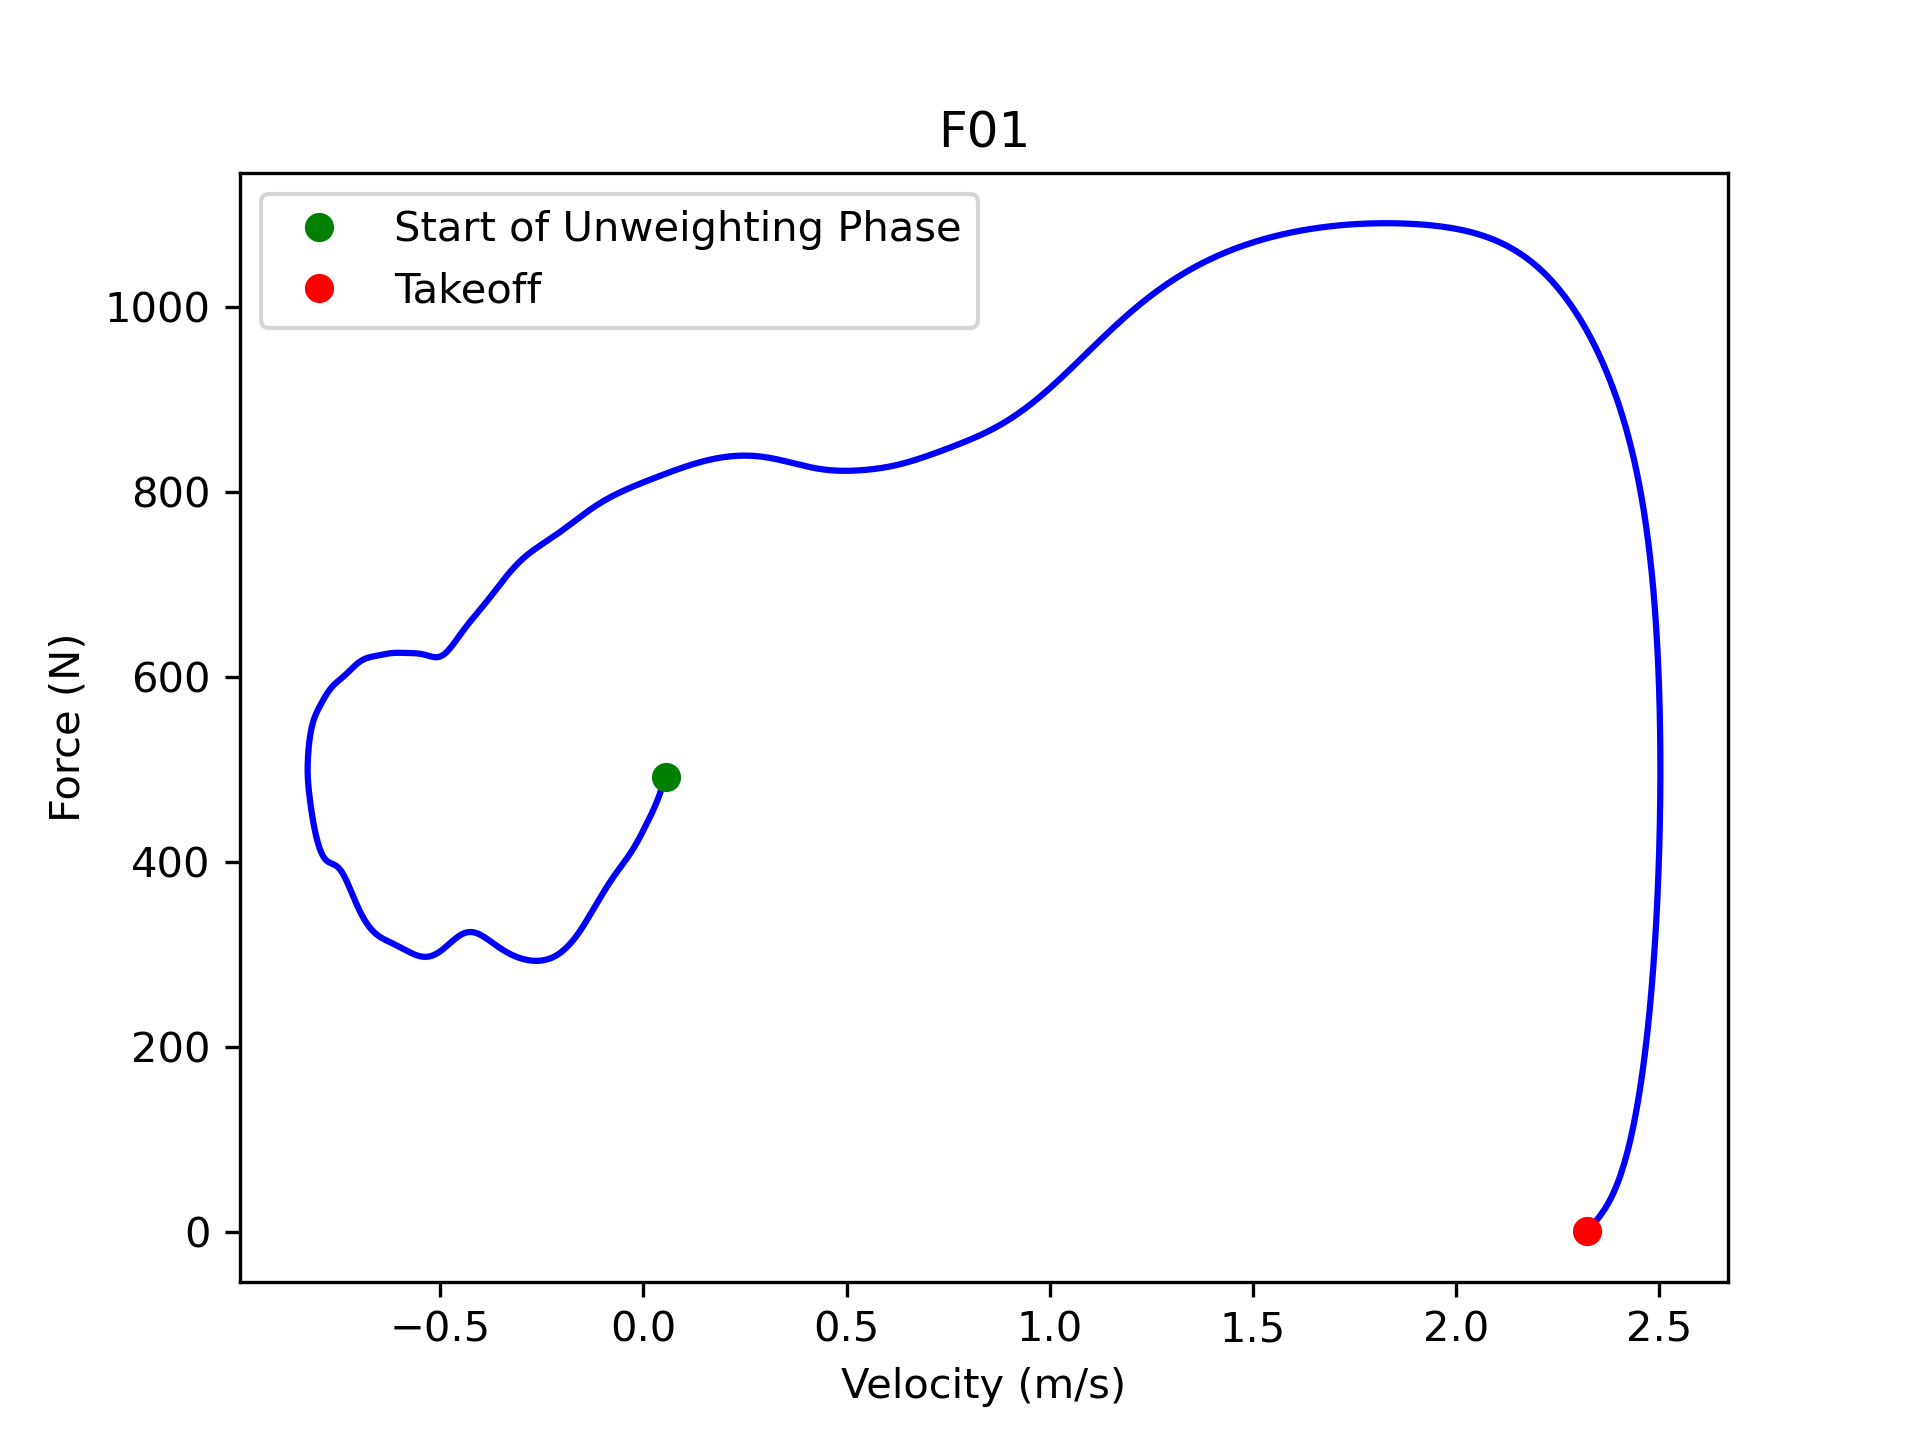 F01
Start of Unweighting Phase
Takeoff
1000
800
600
400
200
0
Force (N)
−0.5 0.0 0.5 1.0 1.5 2.0 2.5
Velocity (m/s)